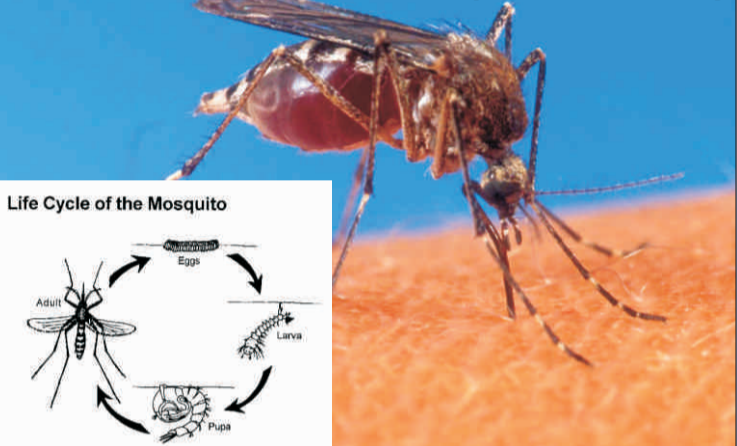 Life Cycle of the Mosquito
Eggs
Adult
Larva
Pupa